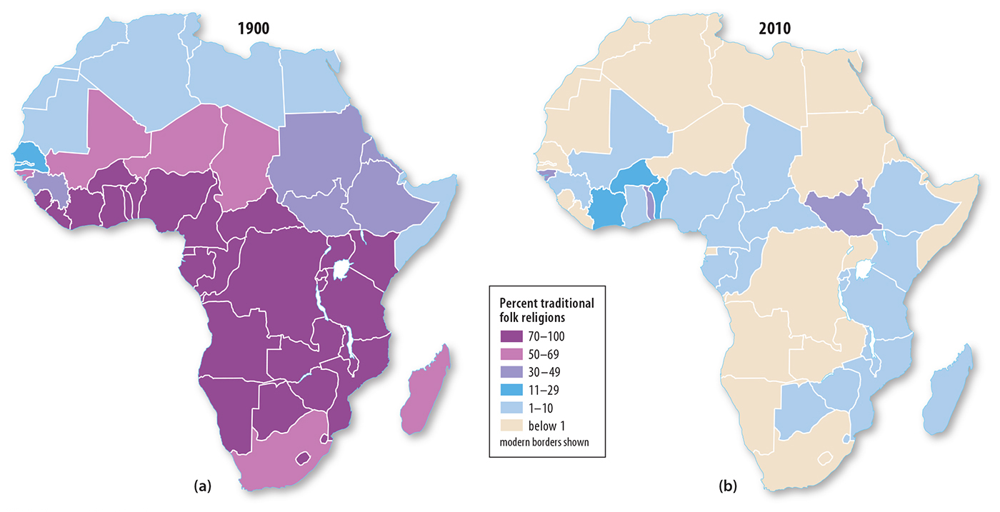 1900
2010
Percent traditional
folk religions
70–100
50–69
30–49
11–29
1–10
below 1
modern borders shown
(a)
(b)